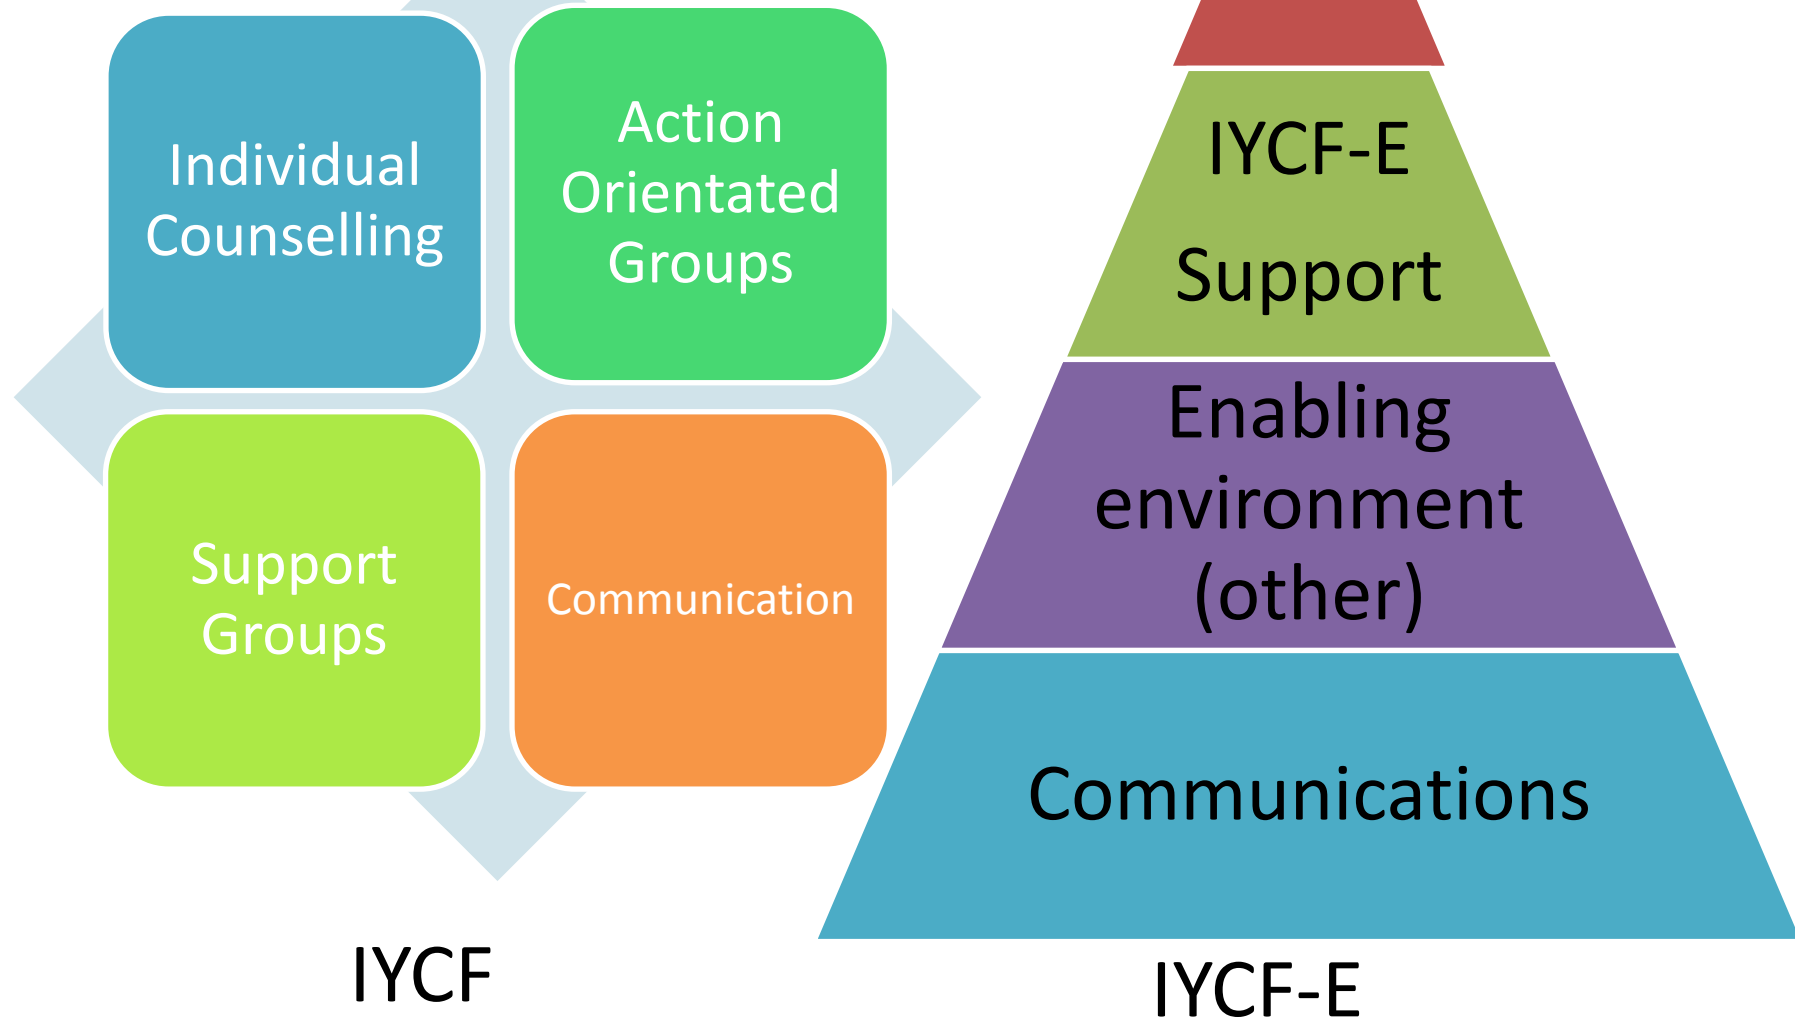 Individual
Counselling
Action
Orientated
Groups
Support
Groups
Communication
IYCF
IYCF-E
Support
Enabling
environment
(other)
Communications
IYCF-E